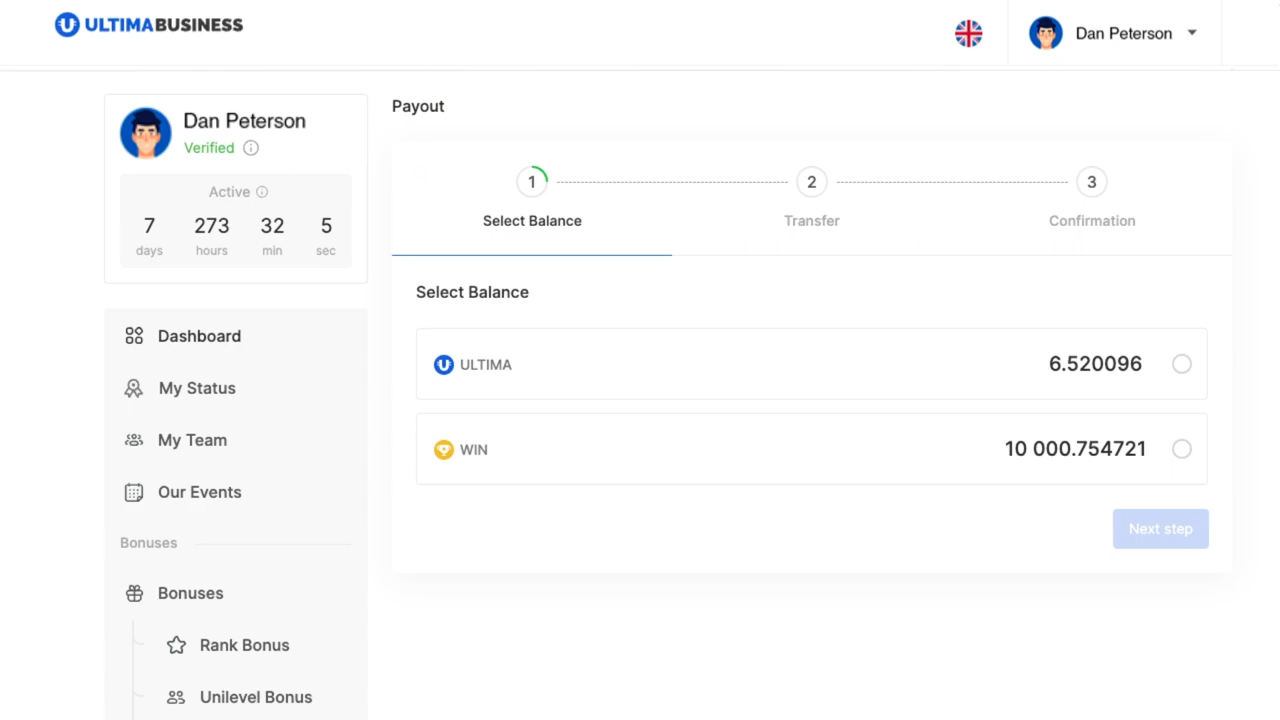 ULTIMABUSINESS
Dan Peterson
Dan Peterson
Verified
Active
7 273 32 5
days hours min sec
Dashboard
My Status
My Team
Our Events
Bonuses
Bonuses
Rank Bonus
Unilevel Bonus
Payout
1 2 3
Select Balance Transfer Confirmation
Select Balance
ULTIMA 6.520096
WIN 10 000.754721
Next step